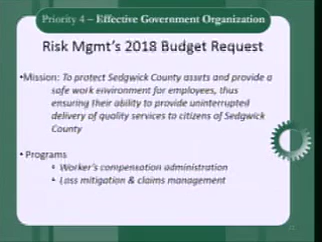 Priority 4 – Effective Government Organization
Risk Mgmt's 2018 Budget Request
•Mission: To protect Sedgwick County assets and provide a
safe work environment for employees, thus
ensuring their ability to provide uninterrupted
delivery of quality services to citizens of Sedgwick
County
• Programs
• Worker's compensation administration
• Loss mitigation & claims management